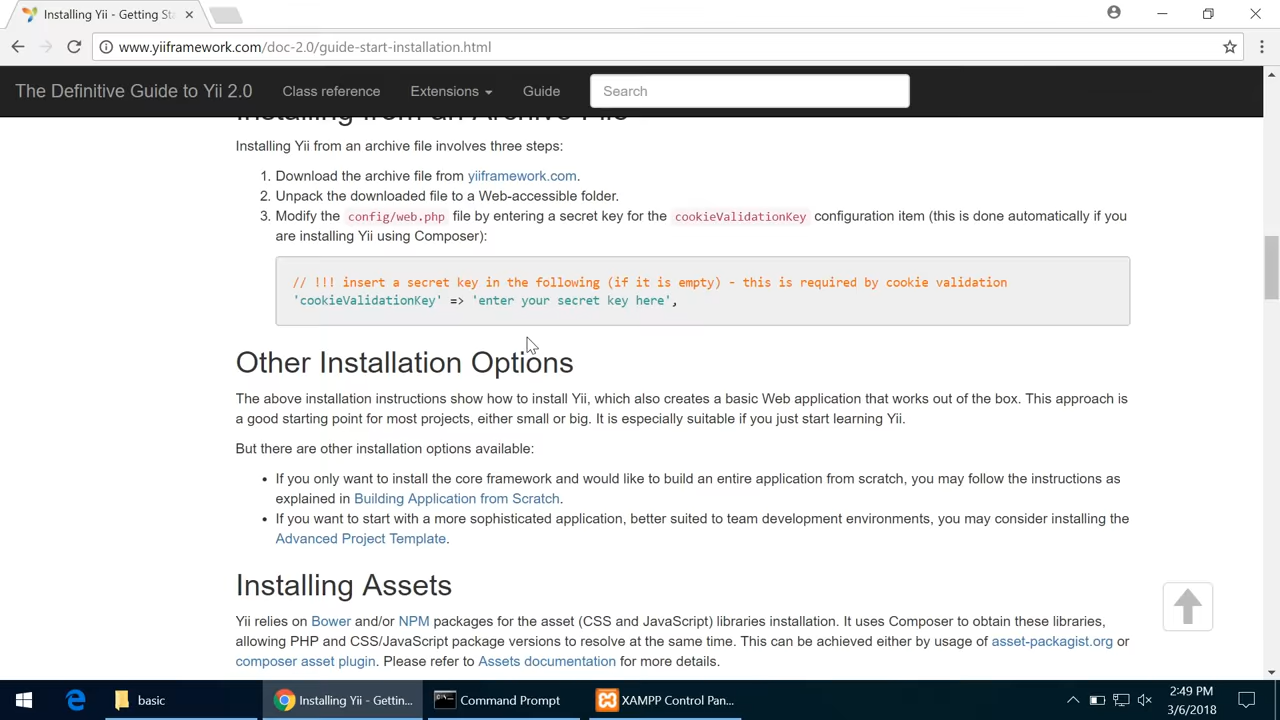 Installing Yii - Getting Sta
www.yiiframework.com/doc-2.0/guide-start-installation.html
The Definitive Guide to Yii 2.0
Class reference
Extensions
Guide
Search
Installing from an Archive File
Installing Yii from an archive file involves three steps:
1. Download the archive file from yiiframework.com.
2. Unpack the downloaded file to a Web-accessible folder.
3. Modify the config/web.php file by entering a secret key for the cookieValidationKey configuration item (this is done automatically if you
are installing Yii using Composer):
// !!! insert a secret key in the following (if it is empty) - this is required by cookie validation
'cookieValidationKey' => 'enter your secret key here',
Other Installation Options
The above installation instructions show how to install Yii, which also creates a basic Web application that works out of the box. This approach is
a good starting point for most projects, either small or big. It is especially suitable if you just start learning Yii.
But there are other installation options available:
• If you only want to install the core framework and would like to build an entire application from scratch, you may follow the instructions as
explained in Building Application from Scratch.
• If you want to start with a more sophisticated application, better suited to team development environments, you may consider installing the
Advanced Project Template.
Installing Assets
Yii relies on Bower and/or NPM packages for the asset (CSS and JavaScript) libraries installation. It uses Composer to obtain these libraries,
allowing PHP and CSS/JavaScript package versions to resolve at the same time. This can be achieved either by usage of asset-packagist.org or
composer asset plugin. Please refer to Assets documentation for more details.
basic
Installing Yii - Gettin...
Command Prompt
XAMPP Control Pan...
2:49 PM
3/6/2018